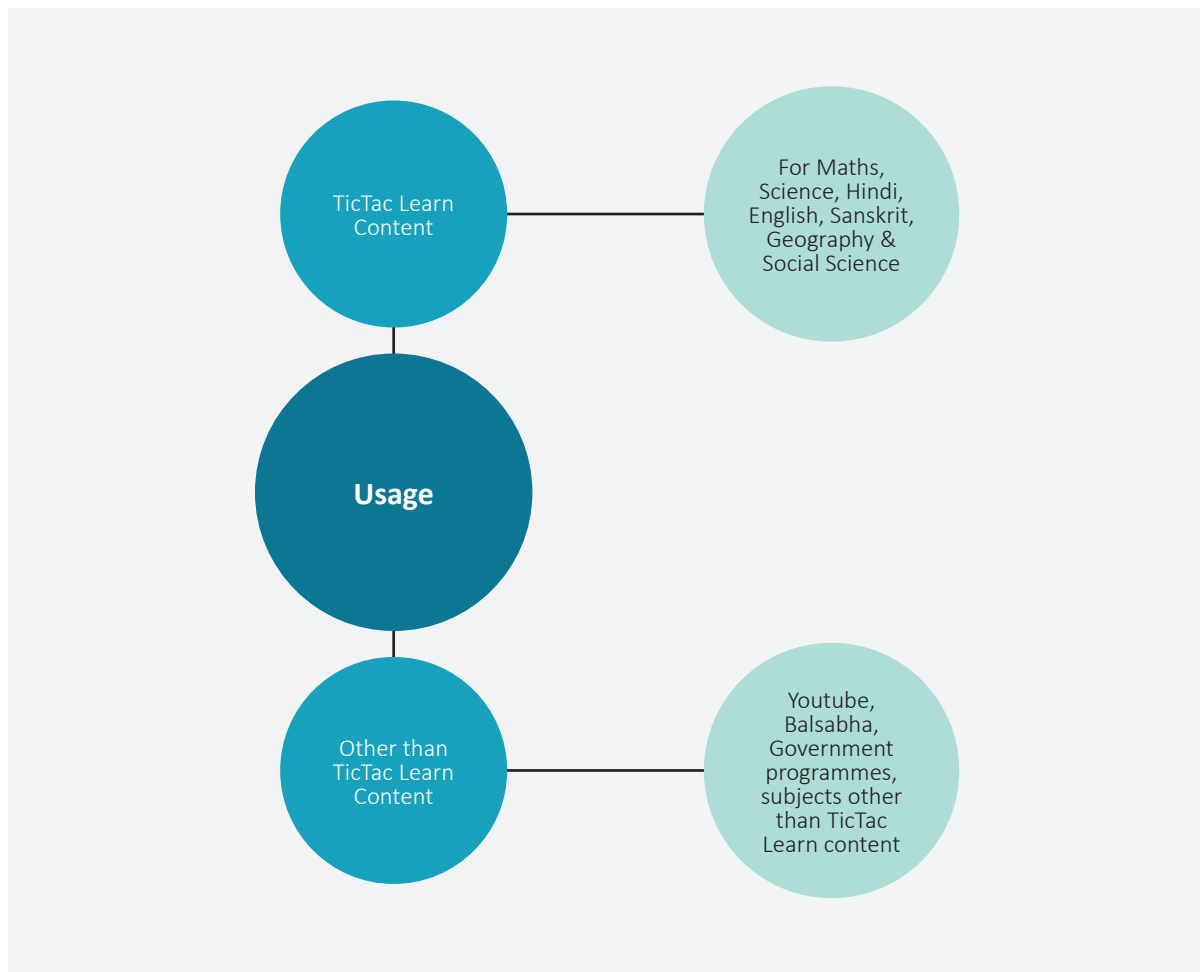 TicTac Learn
Content
For Maths,
Science, Hindi,
English, Sanskrit,
Geography &
Social Science
Usage
Other than
TicTac Learn
Content
Youtube,
Balsabha,
Government
programmes,
subjects other
than TicTac
Learn content